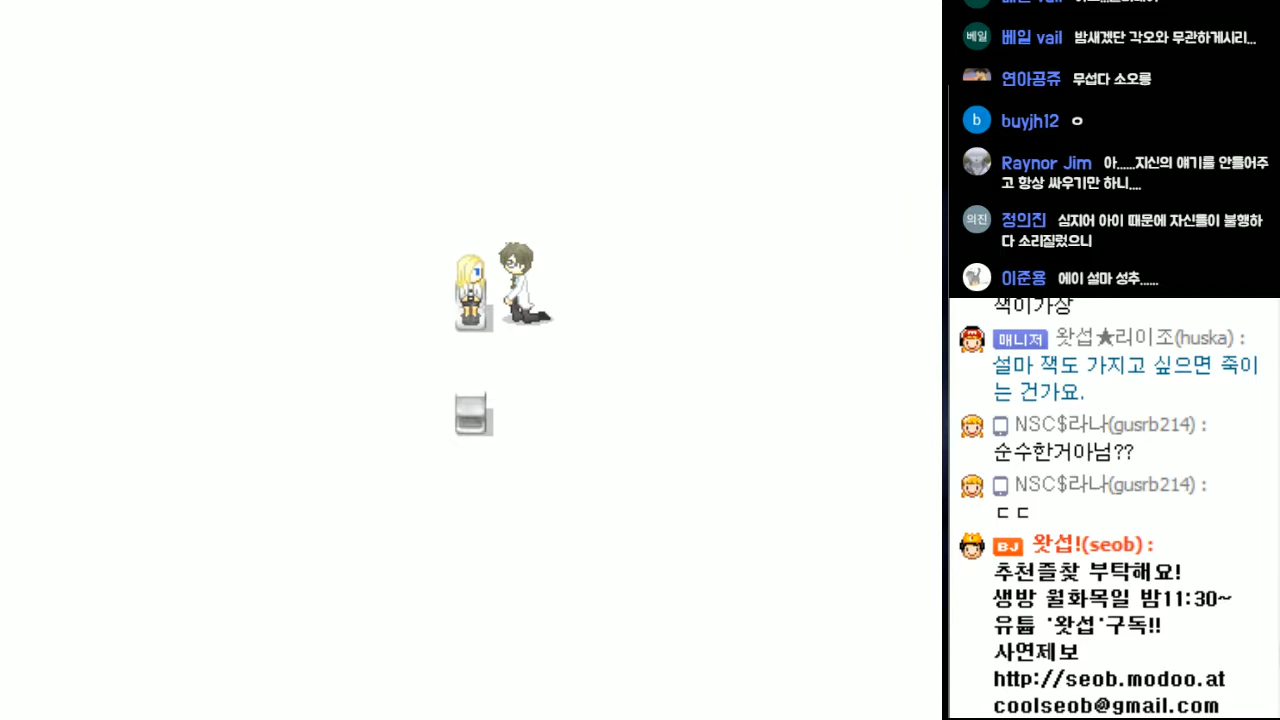 베일 베일 vail 밤새겠단 각오와 무관하게시리...
연아공쥬 무섭다 소오릉
b buyjh12 ㅇ
Raynor Jim 아.....자신의 얘기를 안들어주
고 항상 싸우기만 하니....
의진 정의진 심지어 아이 때문에 자신들이 불행하
다 소리질렀으니
이준용 에이 설마 성추......
색이가상
매니저 왓섭★리이조(huska) :
설마 잭도 가지고 싶으면 죽이
는 건가요.
NSC$라나(gusrb214) :
순수한거아님??
NSC$라나(gusrb214) :
ㄷㄷ
BJ 왓섭!(seob) :
추천즐찾 부탁해요!
생방 월화목일 밤11:30~
유튭 '왓섭'구독!!
사연제보
http://seob.modoo.at
coolseob@gmail.com